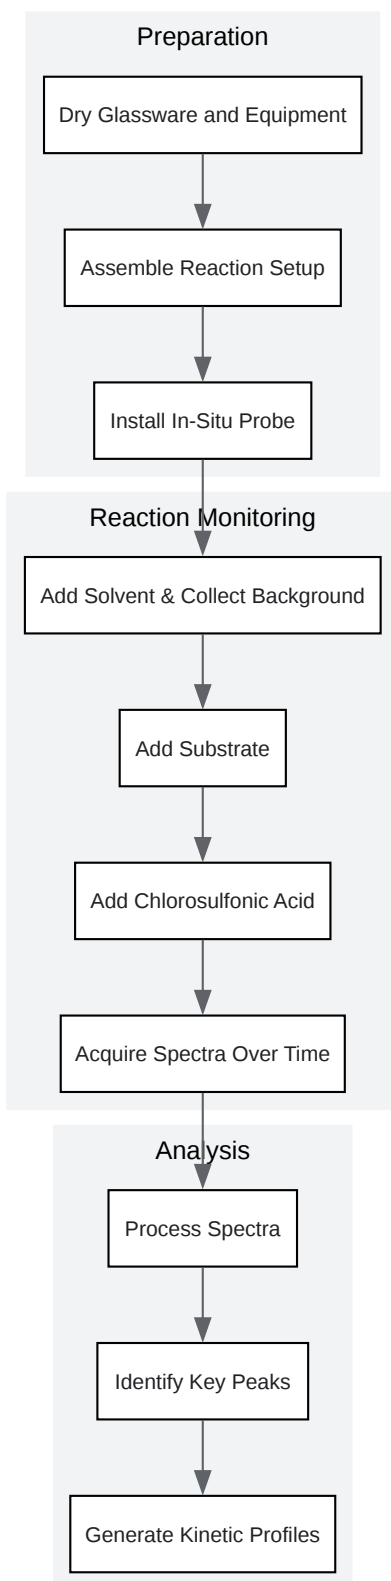 Preparation
Dry Glassware and Equipment
Assemble Reaction Setup
Install In-Situ Probe
Reaction Monitoring
Add Solvent & Collect Background
Add Substrate
Add Chlorosulfonic Acid
Acquire Spectra Over Time
Analysis
Process Spectra
Identify Key Peaks
Generate Kinetic Profiles